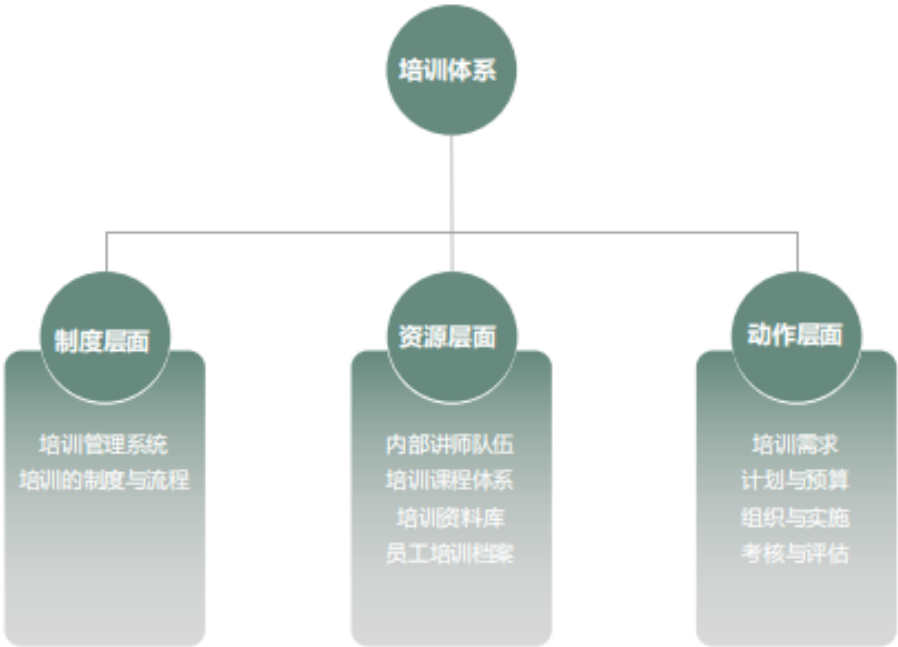 培训体系
制度层面
培训管理系统
培训的制度与流程
资源层面
内部讲师队伍
培训课程体系
培训资料库
员工培训档案
动作层面
培训需求
计划与预算
组织与实施
考核与评估